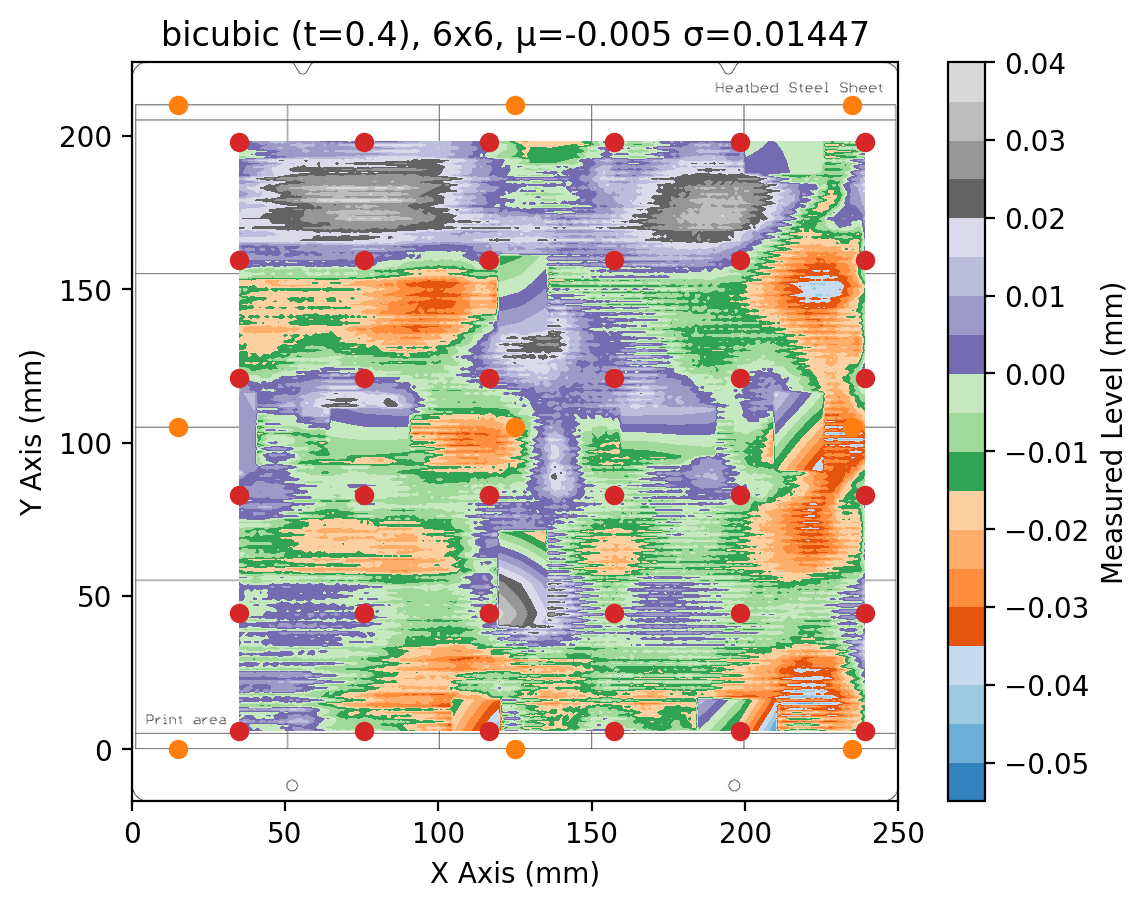 bicubic (t=0.4), 6x6, μ=-0.005 σ=0.01447
Heatbed Steel Sheet
Print area
200
150
100
50
0
Y Axis (mm)
0 50 100 150 200 250
X Axis (mm)
0.04
0.03
0.02
0.01
0.00
−0.01
−0.02
−0.03
−0.04
−0.05
Measured Level (mm)